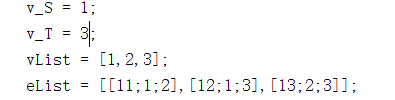 v_S = 1;
v_T = 3;
vList = [1,2,3];
eList = [[11;1;2],[12;1;3],[13;2;3]];